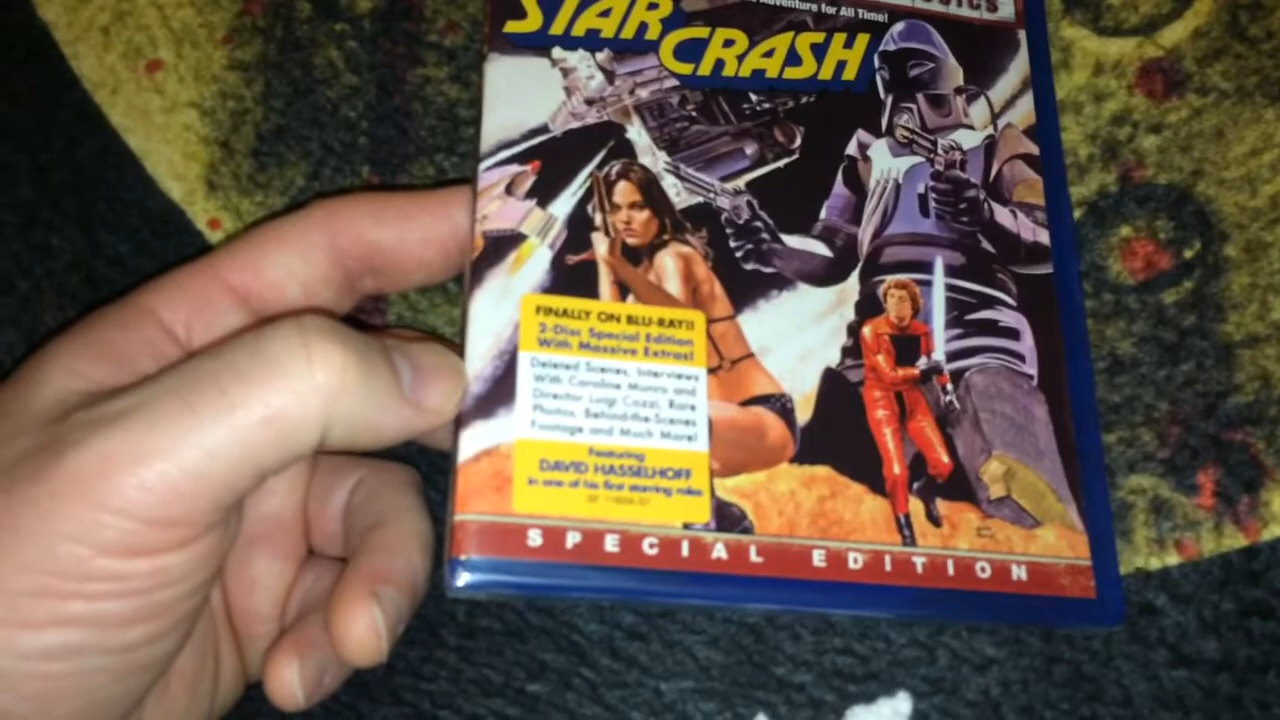 Adventure for All Time!
STAR
CRASH
FINALLY ON BLU-RAY!!
2-Disc Special Edition
With Massive Extras!
Deleted Scenes, Interviews
With Caroline Munro and
Director Luigi Cozzi, Rare
Photos, Behind-the-Scenes
Footage and Much More!
Featuring
DAVID HASSELHOFF
in one of his first starring roles
SPECIAL EDITION